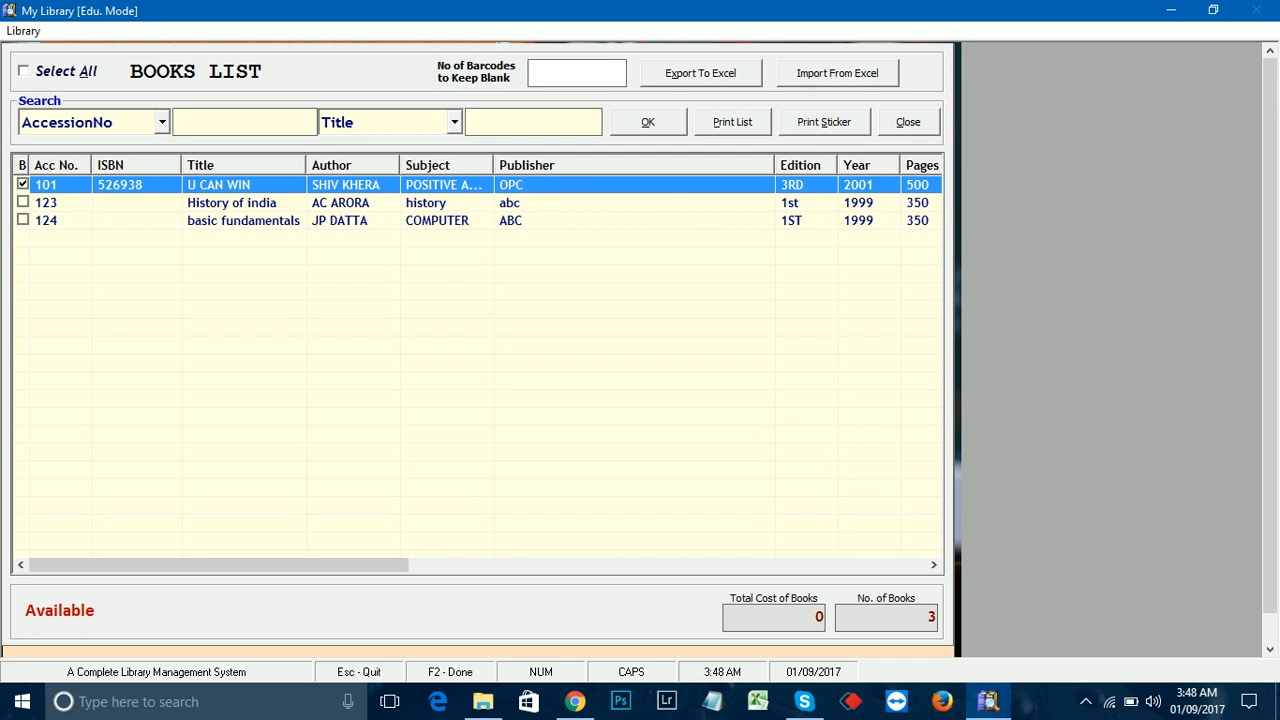 My Library [Edu. Mode]
Library
Select All
BOOKS LIST
No of Barcodes
to Keep Blank
Export To Excel
Import From Excel
Search
AccessionNo
Title
OK
Print List
Print Sticker
Close
B Acc No. ISBN Title Author Subject Publisher Edition Year Pages
101 526938 U CAN WIN SHIV KHERA POSITIVE A... OPC 3RD 2001 500
123 History of india AC ARORA history abc 1st 1999 350
124 basic fundamentals JP DATTA COMPUTER ABC 1ST 1999 350
Available
Total Cost of Books
0
No. of Books
3
A Complete Library Management System
Esc - Quit
F2 - Done
NUM
CAPS
3:48 AM
01/09/2017
Type here to search
Ps
Lr
3:48 AM
01/09/2017